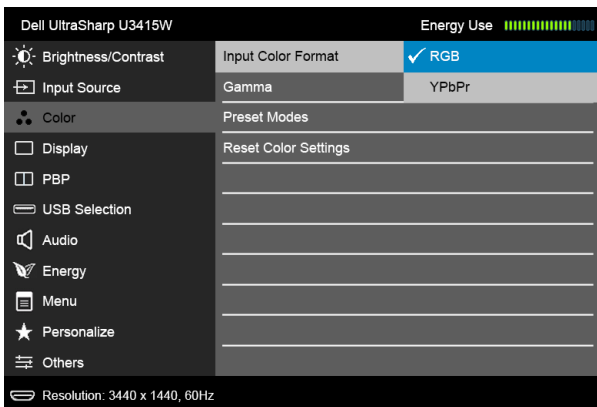 Dell UltraSharp U3415W Energy Use
Brightness/Contrast Input Color Format RGB
Input Source Gamma YPbPr
Color Preset Modes
Display Reset Color Settings
PBP
USB Selection
Audio
Energy
Menu
Personalize
Others
Resolution: 3440 x 1440, 60Hz